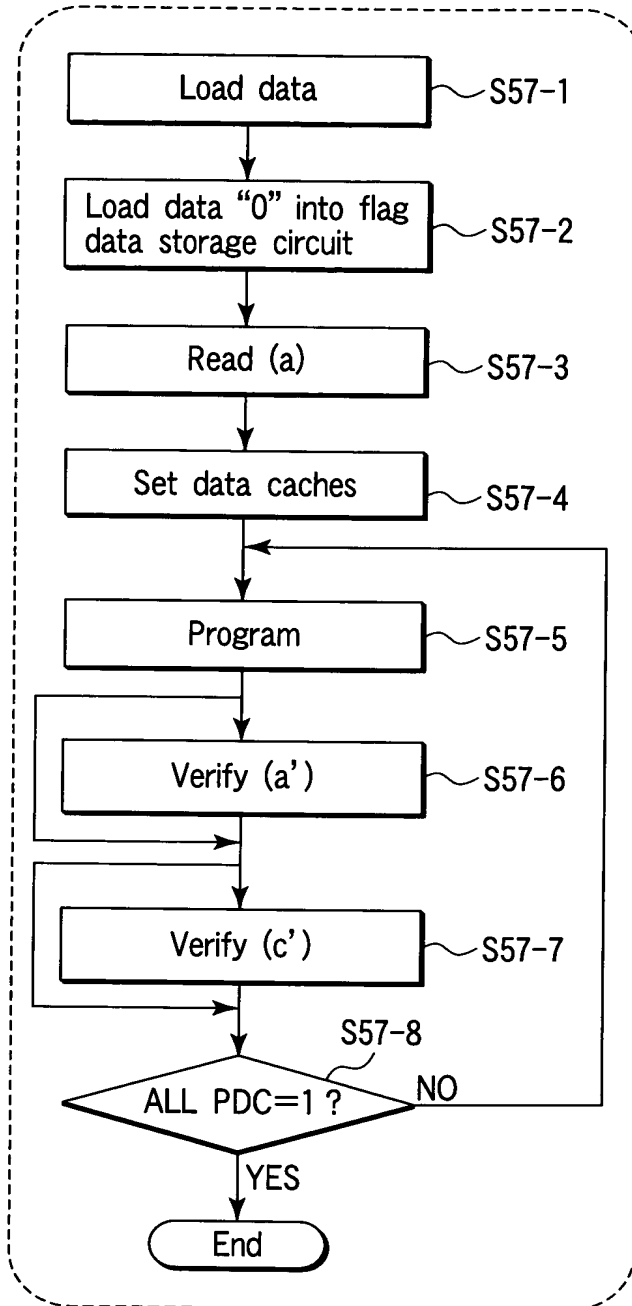 Load data
S57-1
Load data “0” into flag
data storage circuit
S57-2
Read (a)
S57-3
Set data caches
S57-4
Program
S57-5
Verify (a’)
S57-6
Verify (c’)
S57-7
S57-8
ALL PDC=1 ?
NO
YES
End